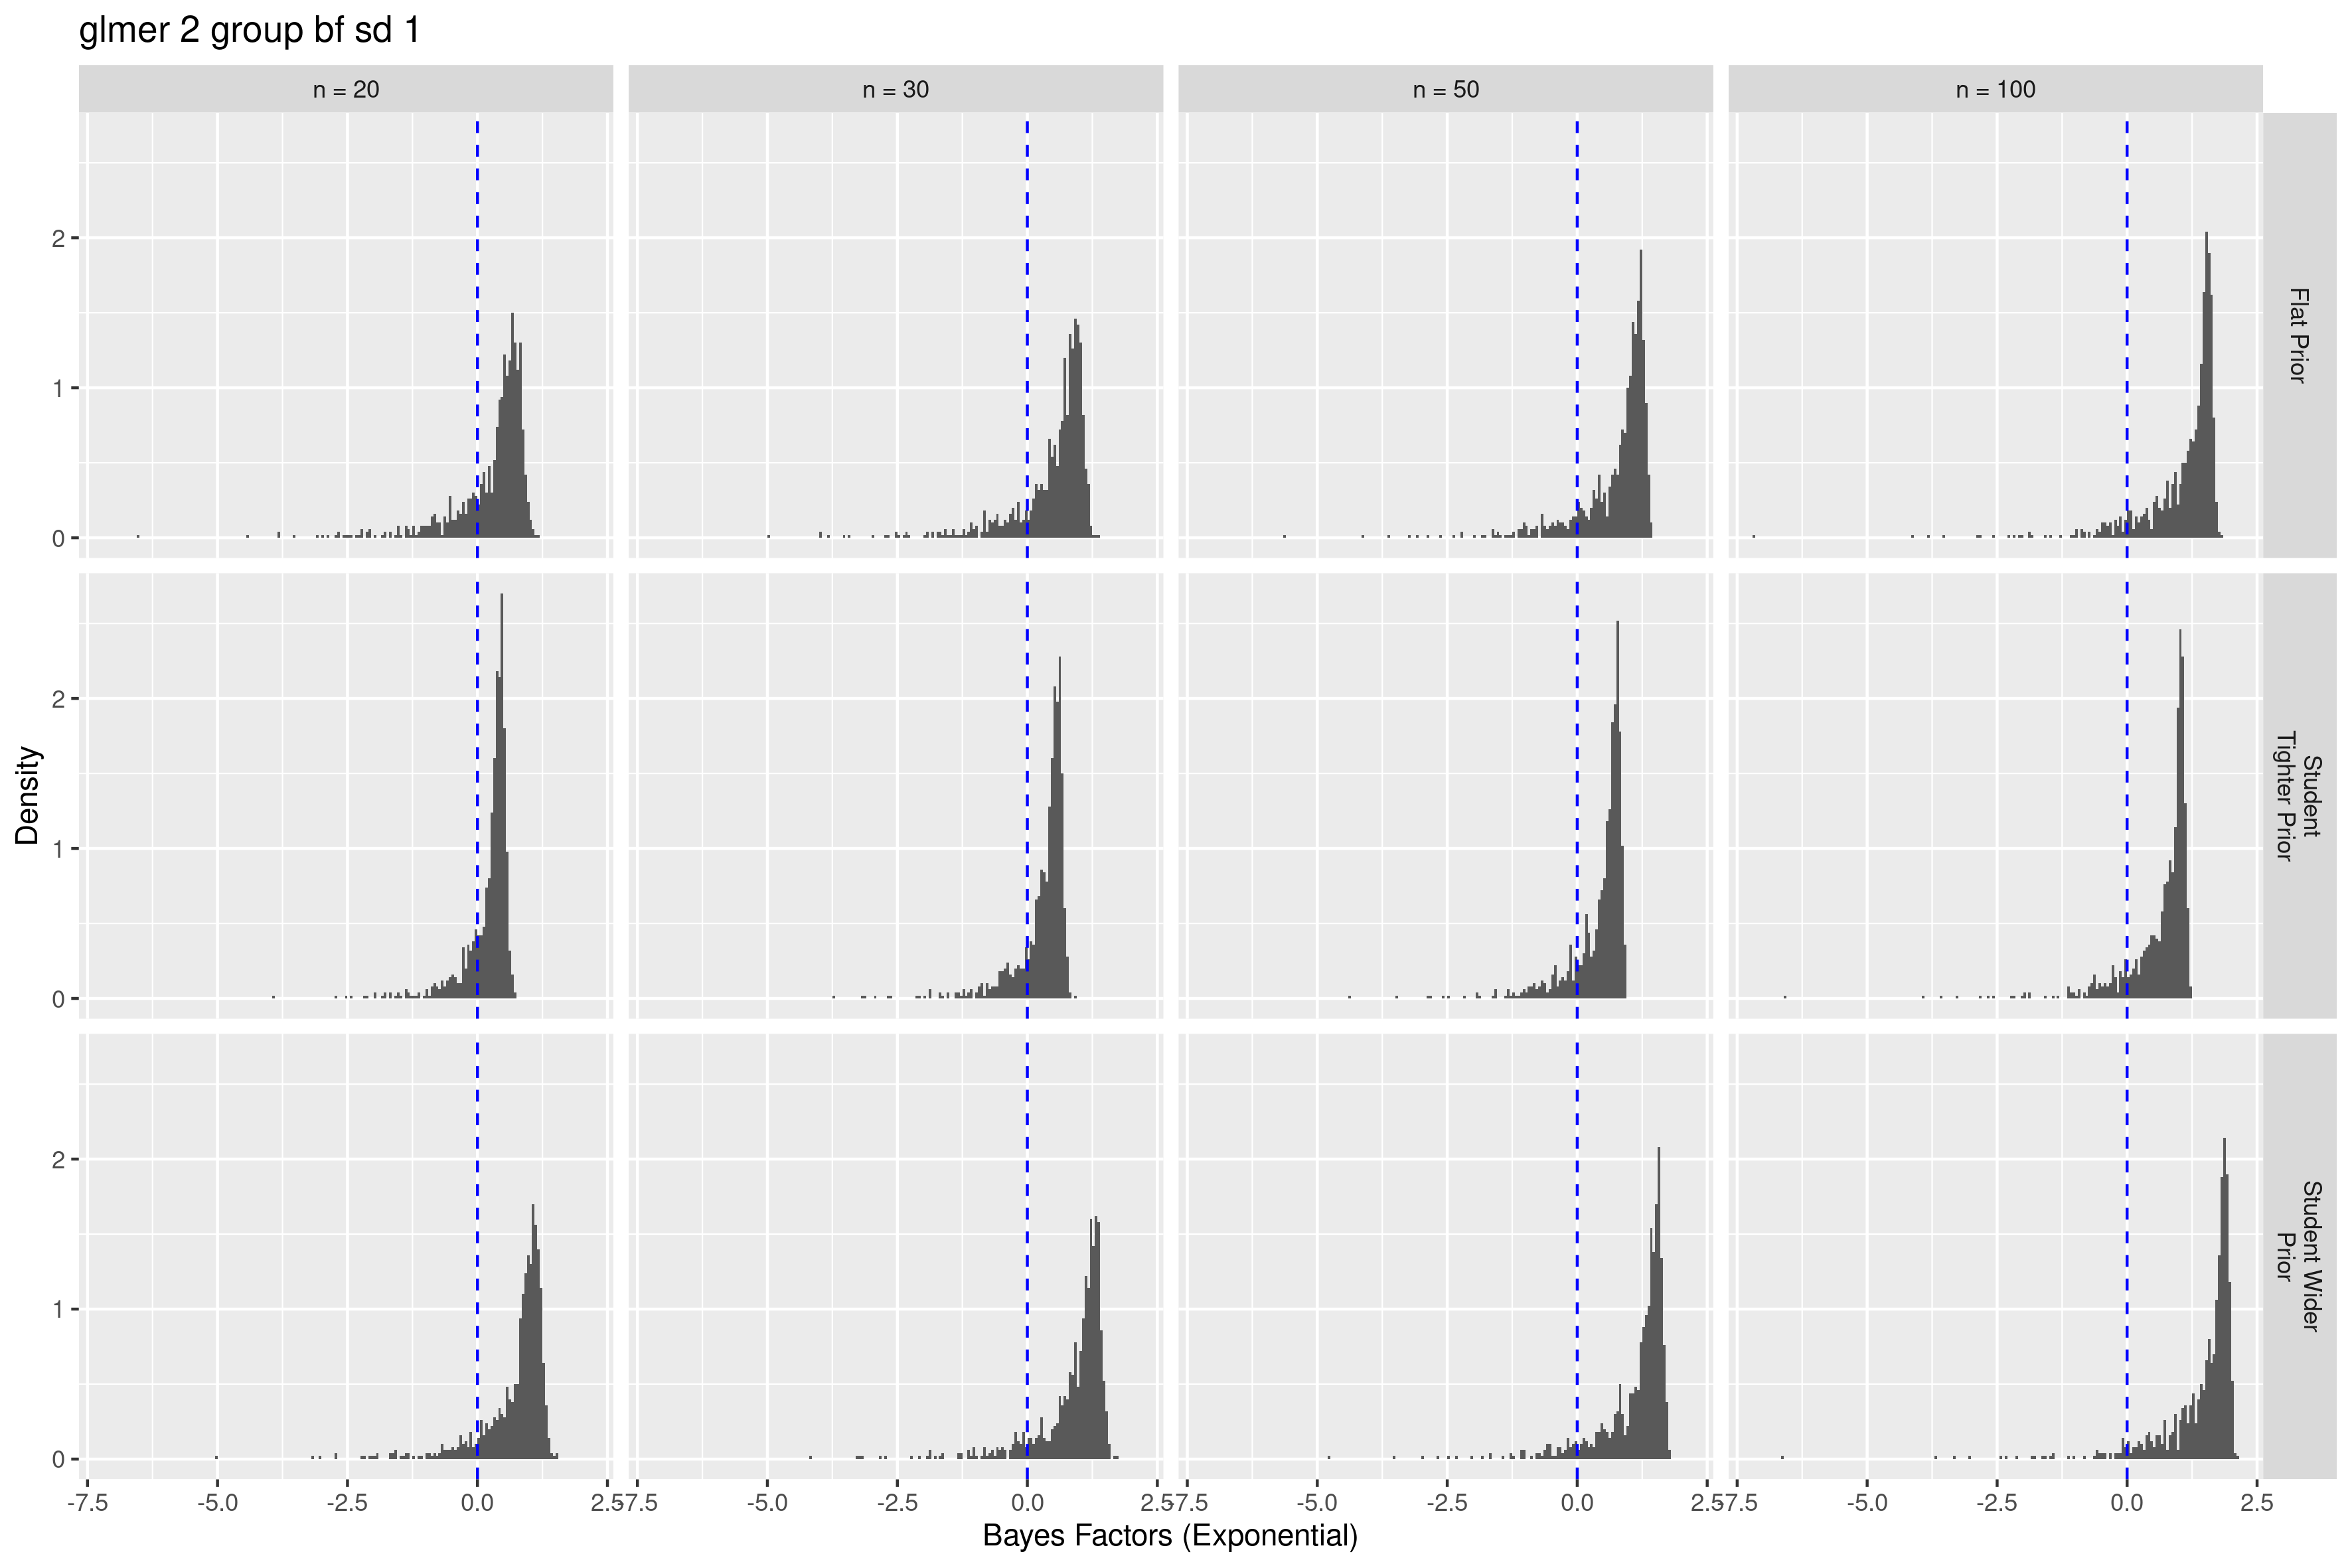 glmer 2 group bf sd 1
n = 20
n = 30
n = 50
n = 100
2
1
0
Flat Prior
2
1
0
Student
Tighter Prior
2
1
0
Student Wider
Prior
Density
-7.5 -5.0 -2.5 0.0 2.5
-7.5 -5.0 -2.5 0.0 2.5
-7.5 -5.0 -2.5 0.0 2.5
-7.5 -5.0 -2.5 0.0 2.5
Bayes Factors (Exponential)